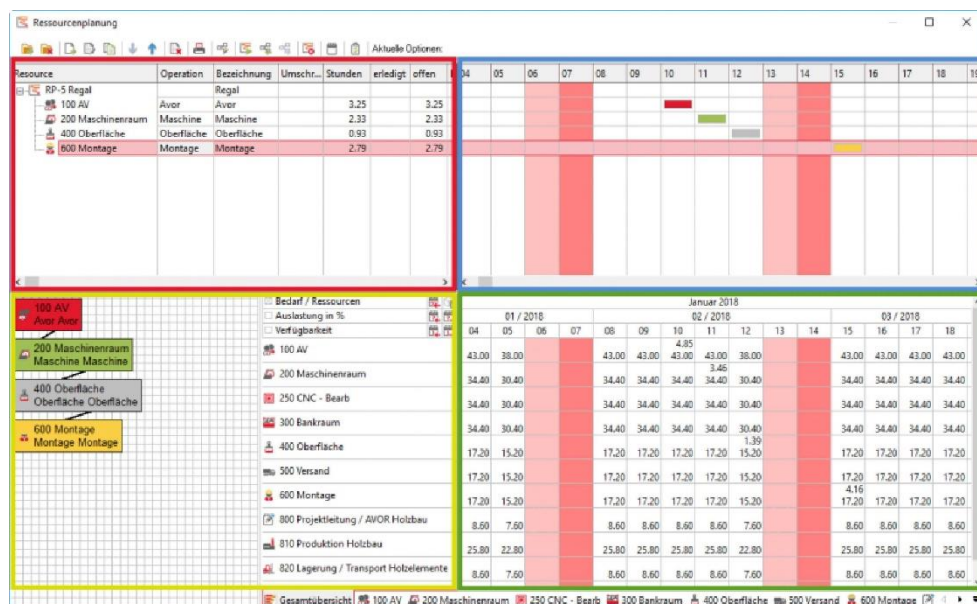 Ressourcenplanung
Aktuelle Optionen:
Resource Operation Bezeichnung Umschr... Stunden erledigt offen
RP-5 Regal Regal
100 AV Avor Avor 3.25 3.25
200 Maschinenraum Maschine Maschine 2.33 2.33
400 Oberfläche Oberfläche Oberfläche 0.93 0.93
600 Montage Montage Montage 2.79 2.79
04 05 06 07 08 09 10 11 12 13 14 15 16 17 18 19
100 AV
Avor Avor
200 Maschinenraum
Maschine Maschine
400 Oberfläche
Oberfläche Oberfläche
600 Montage
Montage Montage
Bedarf / Ressourcen
Auslastung in %
Verfügbarkeit
100 AV
200 Maschinenraum
250 CNC - Bearb
300 Bankraum
400 Oberfläche
500 Versand
600 Montage
800 Projektleitung / AVOR Holzbau
810 Produktion Holzbau
820 Lagerung / Transport Holzelemente
Januar 2018
01 / 2018 02 / 2018 03 / 2018
04 05 06 07 08 09 10 11 12 13 14 15 16 17 18
4.85
43.00 38.00 43.00 43.00 43.00 43.00 38.00 43.00 43.00 43.00 43.00
3.46
34.40 30.40 34.40 34.40 34.40 34.40 30.40 34.40 34.40 34.40 34.40
34.40 30.40 34.40 34.40 34.40 34.40 30.40 34.40 34.40 34.40 34.40
34.40 30.40 34.40 34.40 34.40 34.40 30.40 34.40 34.40 34.40 34.40
1.39
17.20 15.20 17.20 17.20 17.20 17.20 15.20 17.20 17.20 17.20 17.20
17.20 15.20 17.20 17.20 17.20 17.20 15.20 17.20 17.20 17.20 17.20
4.16
17.20 15.20 17.20 17.20 17.20 17.20 15.20 17.20 17.20 17.20 17.20
8.60 7.60 8.60 8.60 8.60 8.60 7.60 8.60 8.60 8.60 8.60
25.80 22.80 25.80 25.80 25.80 25.80 22.80 25.80 25.80 25.80 25.80
8.60 7.60 8.60 8.60 8.60 8.60 7.60 8.60 8.60 8.60 8.60
Gesamtübersicht 100 AV 200 Maschinenraum 250 CNC - Bearb 300 Bankraum 400 Oberfläche 500 Versand 600 Montage